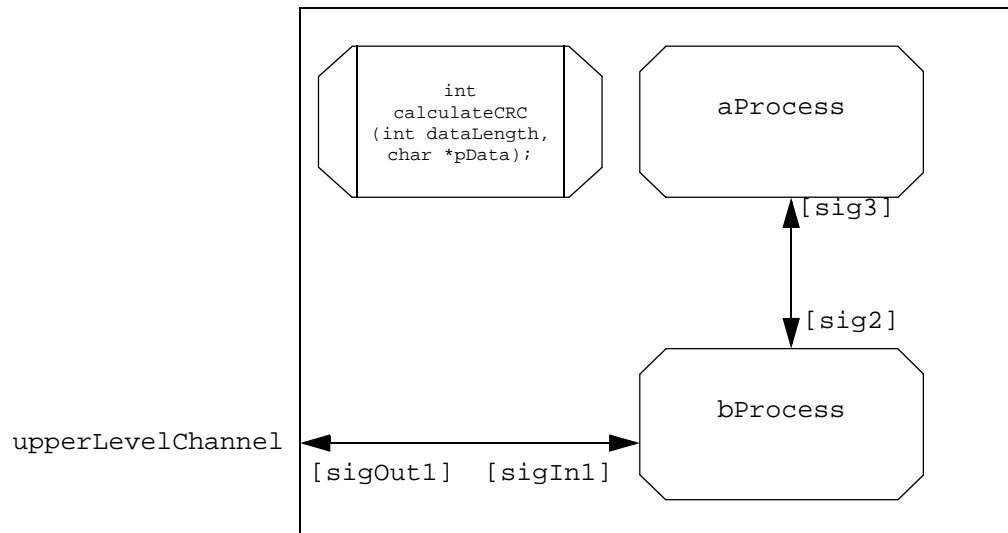 int
calculateCRC
(int dataLength,
char *pData);
aProcess
[sig3]
[sig2]
bProcess
upperLevelChannel
[sigOut1]
[sigIn1]